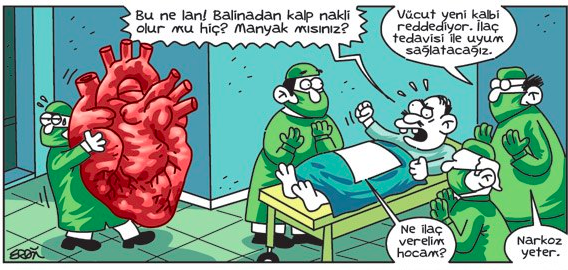 Bu ne lan! Balinadan kalp nakli
olur mu hiç? Manyak mısınız?
Vücut yeni kalbi
reddediyor. İlaç
tedavisi ile uyum
sağlatacağız.
Ne ilaç
verelim
hocam?
Narkoz
yeter.